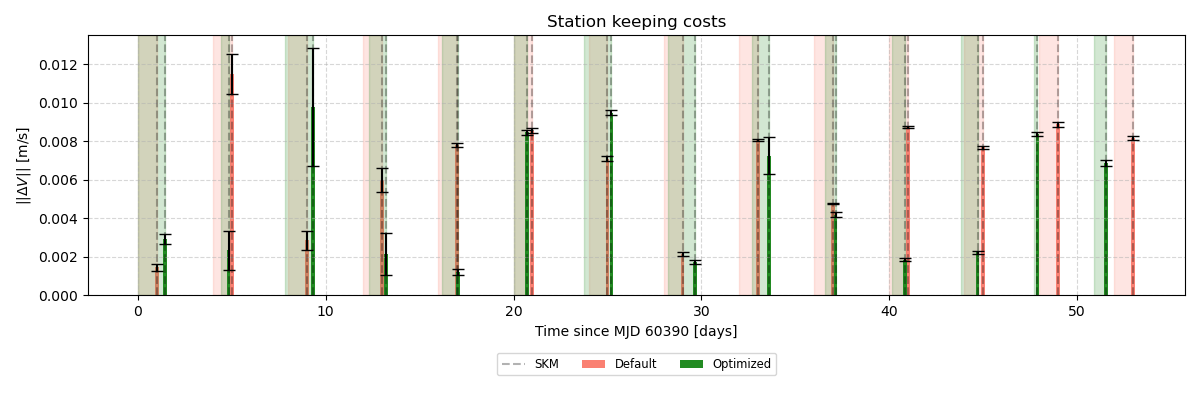 Station keeping costs
||ΔV|| [m/s]
0.012
0.010
0.008
0.006
0.004
0.002
0.000
0 10 20 30 40 50
Time since MJD 60390 [days]
SKM Default Optimized